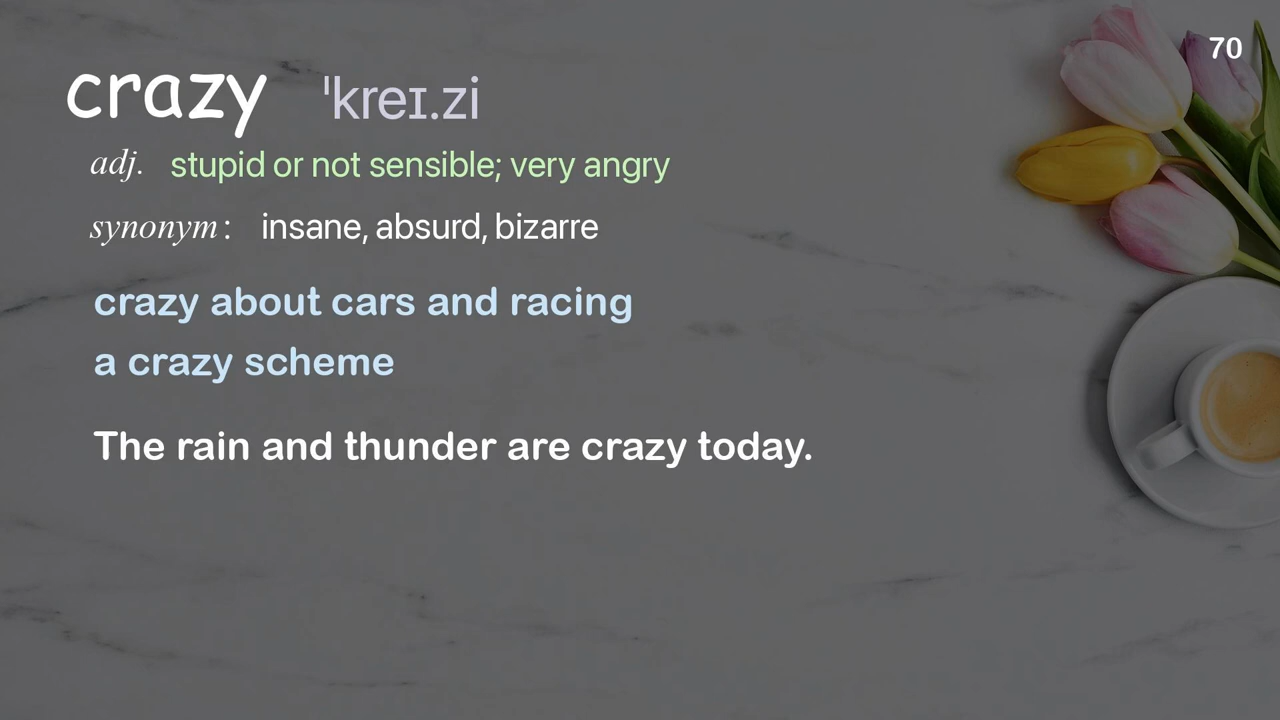 70
crazy ˈkreɪ.zi
adj. stupid or not sensible; very angry
synonym: insane, absurd, bizarre
crazy about cars and racing
a crazy scheme
The rain and thunder are crazy today.